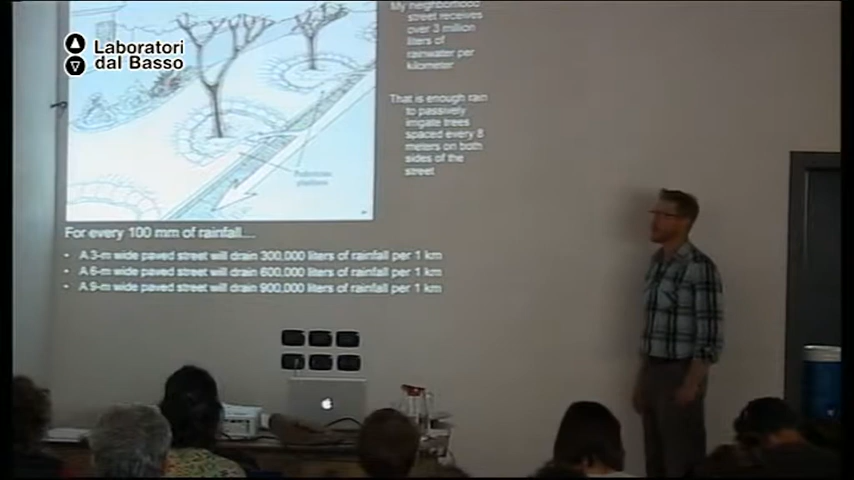 Laboratori
dal Basso
My neighborhood
street receives
over 3 million
liters of
rainwater per
kilometer
That is enough rain
to passively
irrigate trees
spaced every 8
meters on both
sides of the
street
For every 100 mm of rainfall...
• A 3-m wide paved street will drain 300,000 liters of rainfall per 1 km
• A 6-m wide paved street will drain 600,000 liters of rainfall per 1 km
• A 9-m wide paved street will drain 900,000 liters of rainfall per 1 km